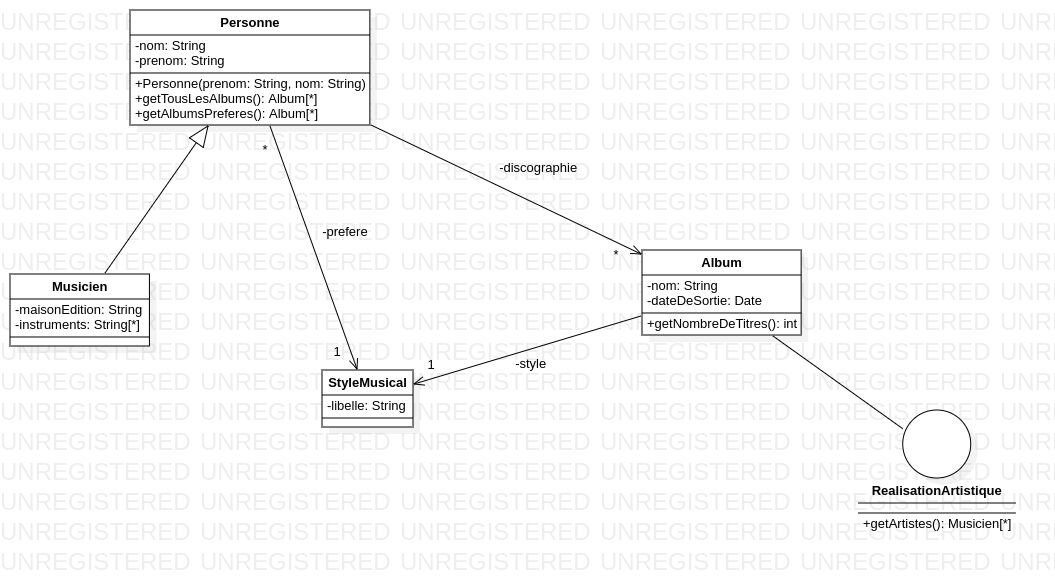 Personne
-nom: String
-prenom: String
+Personne(prenom: String, nom: String)
+getTousLesAlbums(): Album[*]
+getAlbumsPreferes(): Album[*]
*
-discographie
-prefere
*
Album
-nom: String
-dateDeSortie: Date
+getNombreDeTitres(): int
Musicien
-maisonEdition: String
-instruments: String[*]
1
1
-style
StyleMusical
-libelle: String
RealisationArtistique
+getArtistes(): Musicien[*]
UNREGISTERED